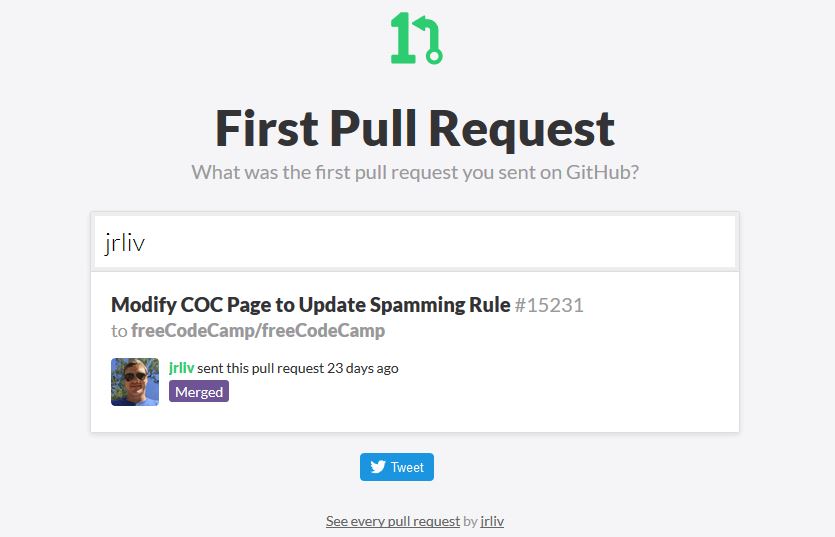 First Pull Request
What was the first pull request you sent on GitHub?
jrliv
Modify COC Page to Update Spamming Rule #15231
to freeCodeCamp/freeCodeCamp
jrliv sent this pull request 23 days ago
Merged
Tweet
See every pull request by jrliv